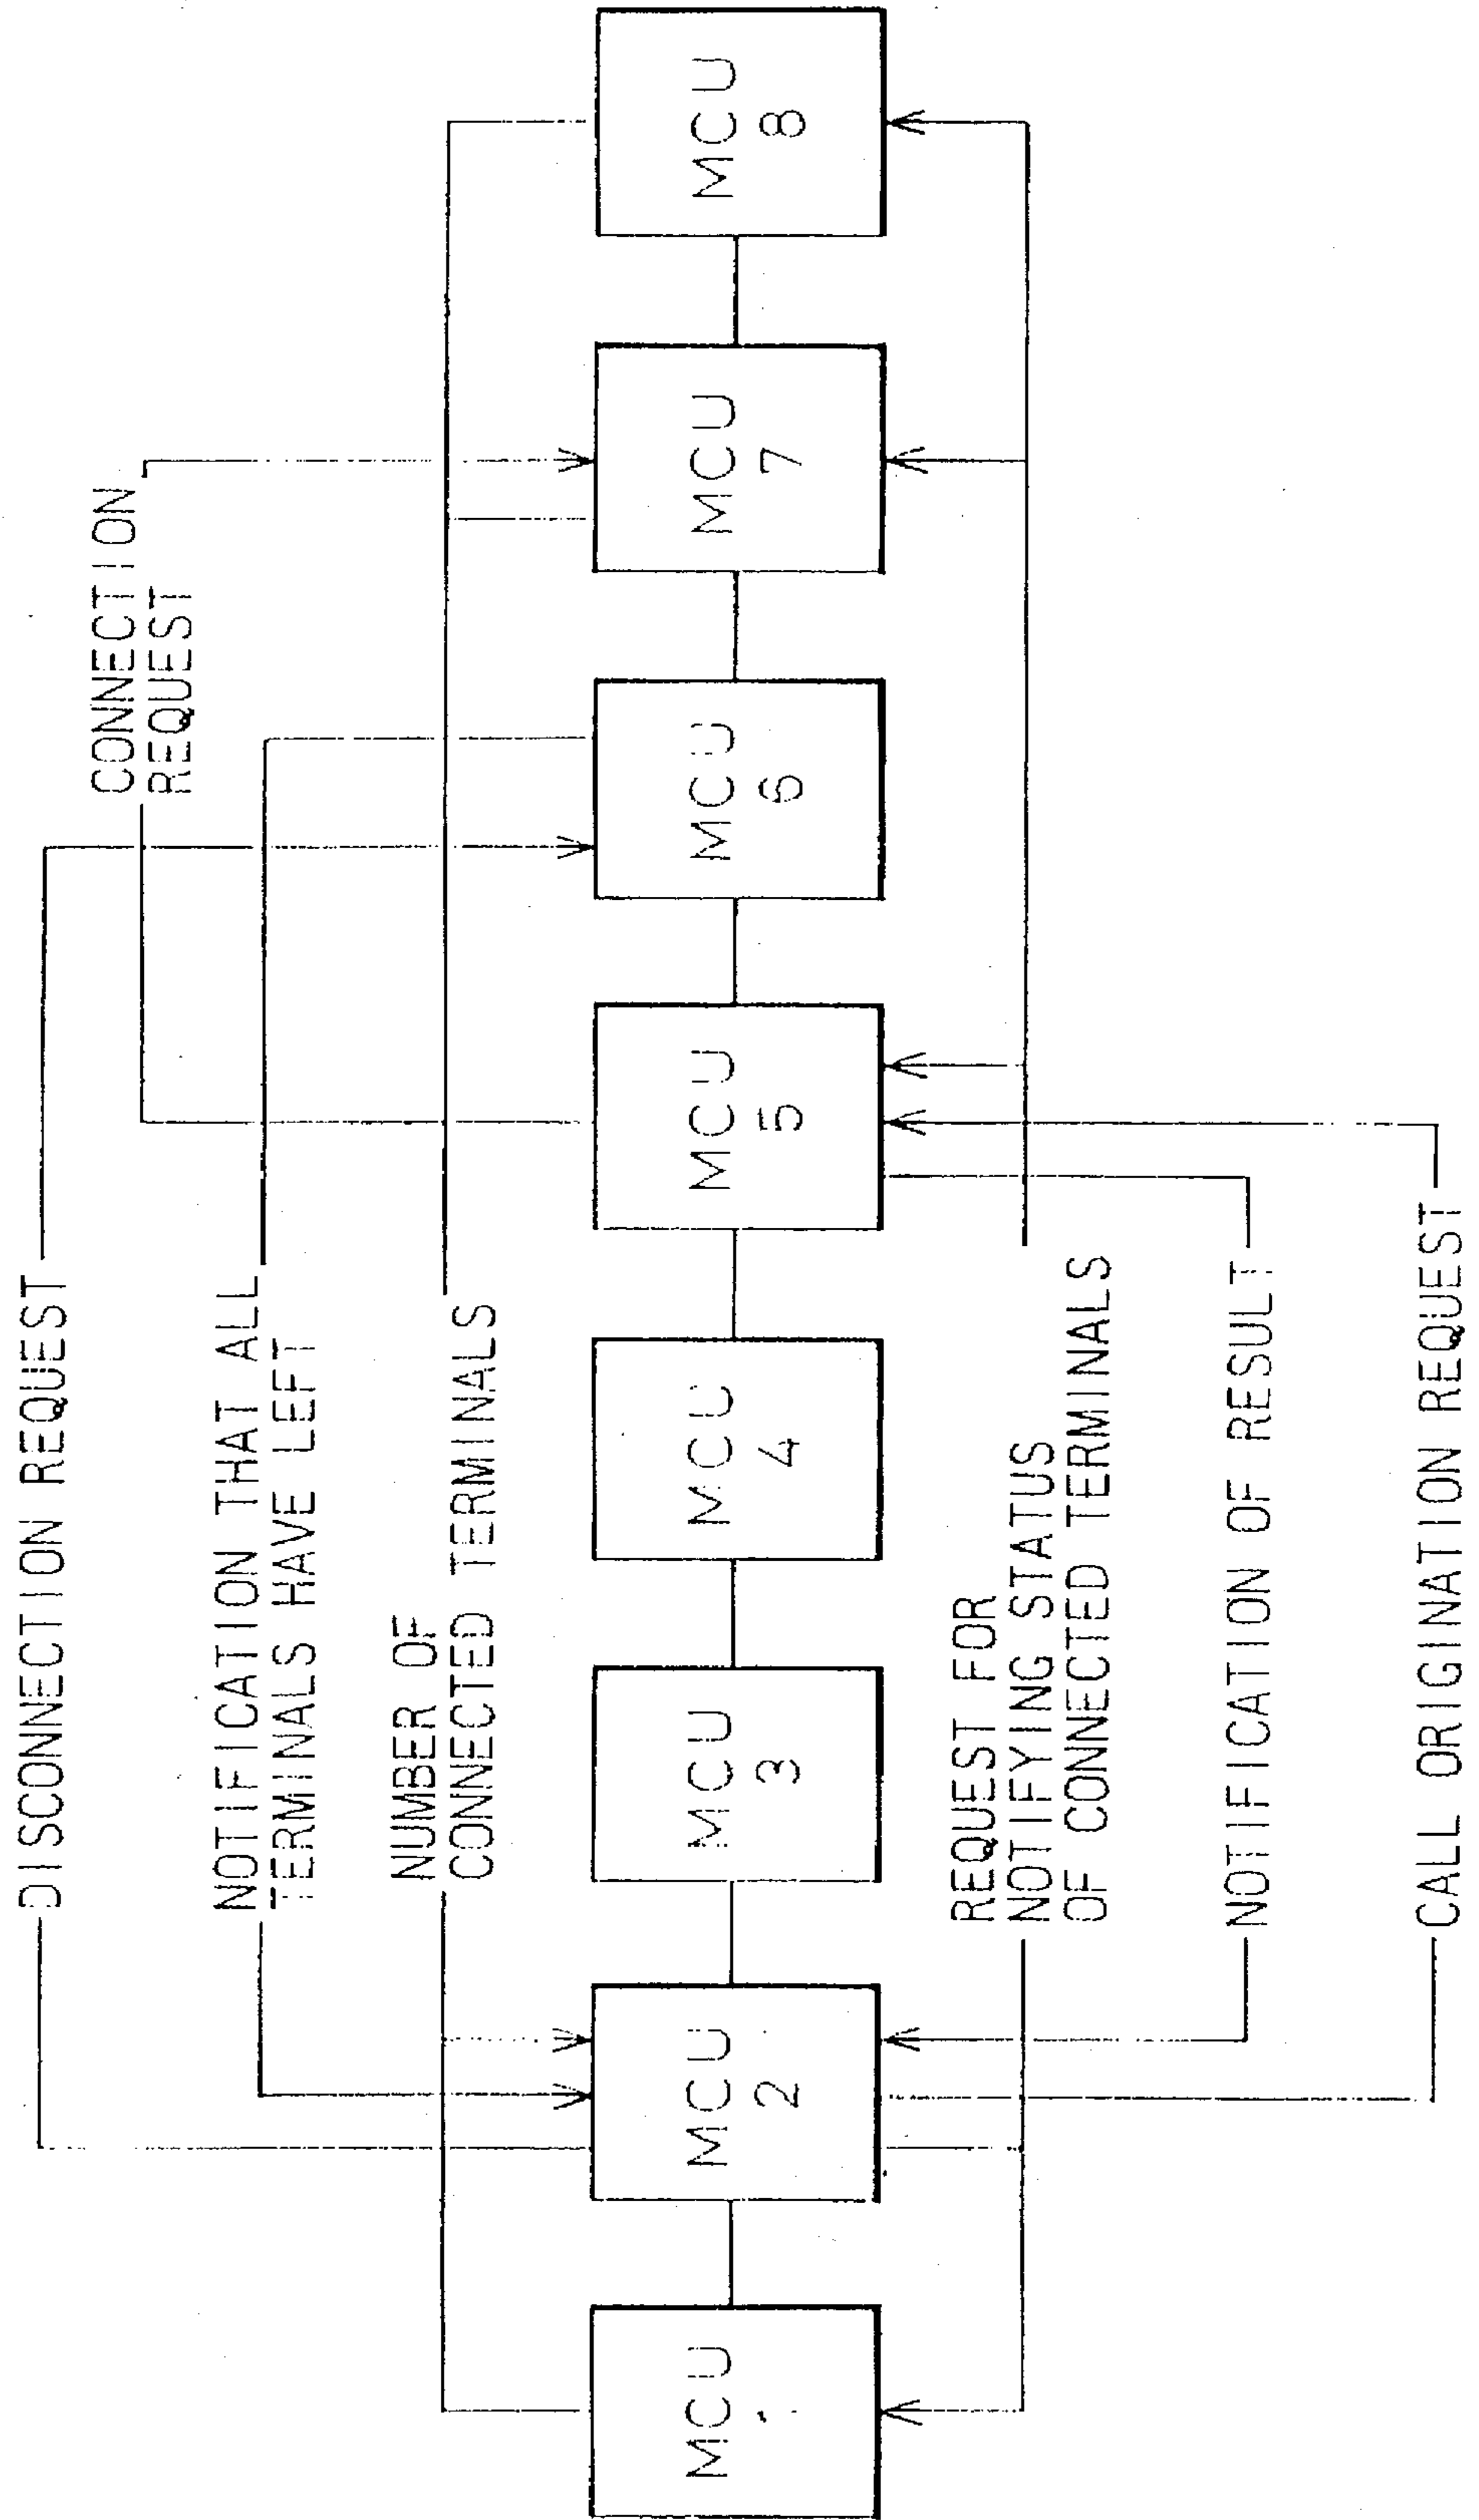 DISCONNECTION REQUEST
CONNECTION
REQUEST
NOTIFICATION THAT ALL
TERMINALS HAVE LEFT
NUMBER OF
CONNECTED TERMINALS
MCU
MCU
2
MCU
3
MCU
4
MCU
5
MCU
6
MCU
7
MCU
8
REQUEST FOR
NOTIFYING STATUS
OF CONNECTED TERMINALS
NOTIFICATION OF RESULT
CALL ORIGINATION REQUEST